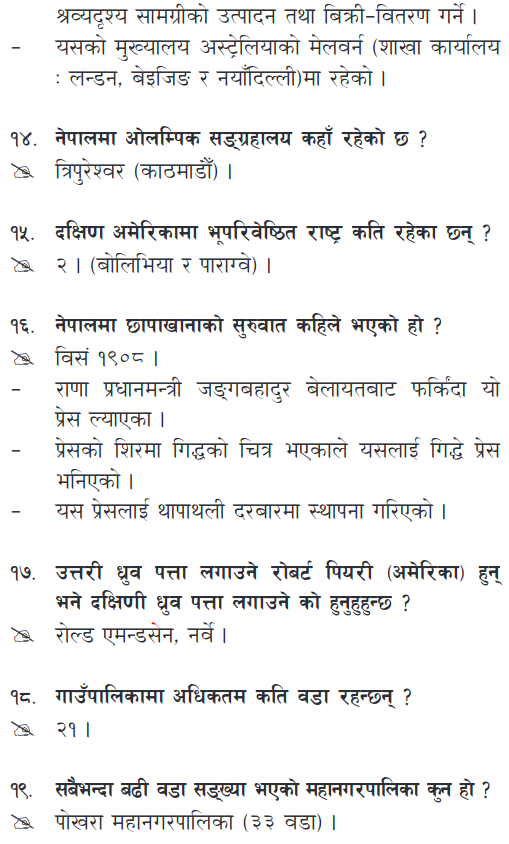 श्रव्यदृश्य सामग्रीको उत्पादन तथा बिक्री-वितरण गर्ने ।
– यसको मुख्यालय अस्ट्रेलियाको मेलवर्न (शाखा कार्यालय
: लन्डन, बेइजिङ र नयाँदिल्ली)मा रहेको ।
१४. नेपालमा ओलम्पिक सङ्ग्रहालय कहाँ रहेको छ ?
त्रिपुरेश्वर (काठमाडौँ) ।
१५. दक्षिण अमेरिकामा भूपरिवेष्ठित राष्ट्र कति रहेका छन् ?
२ । (बोलिभिया र पाराग्वे) ।
१६. नेपालमा छापाखानाको सुरुवात कहिले भएको हो ?
विसं १९०८ ।
– राणा प्रधानमन्त्री जङ्गबहादुर बेलायतबाट फर्किंदा यो
प्रेस ल्याएका ।
– प्रेसको शिरमा गिद्धको चित्र भएकाले यसलाई गिद्धे प्रेस
भनिएको ।
– यस प्रेसलाई थापाथली दरबारमा स्थापना गरिएको ।
१७. उत्तरी ध्रुव पत्ता लगाउने रोबर्ट पियरी (अमेरिका) हुन्
भने दक्षिणी ध्रुव पत्ता लगाउने को हुनुहुन्छ ?
रोल्ड एमन्डसेन, नर्वे ।
१८. गाउँपालिकामा अधिकतम कति वडा रहन्छन् ?
२१ ।
१९. सबैभन्दा बढी वडा सङ्ख्या भएको महानगरपालिका कुन हो ?
पोखरा महानगरपालिका (३३ वडा) ।